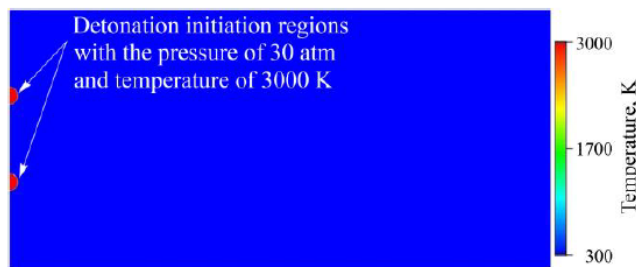 Detonation initiation regions
with the pressure of 30 atm
and temperature of 3000 K
3000
1700
300
Temperature, K